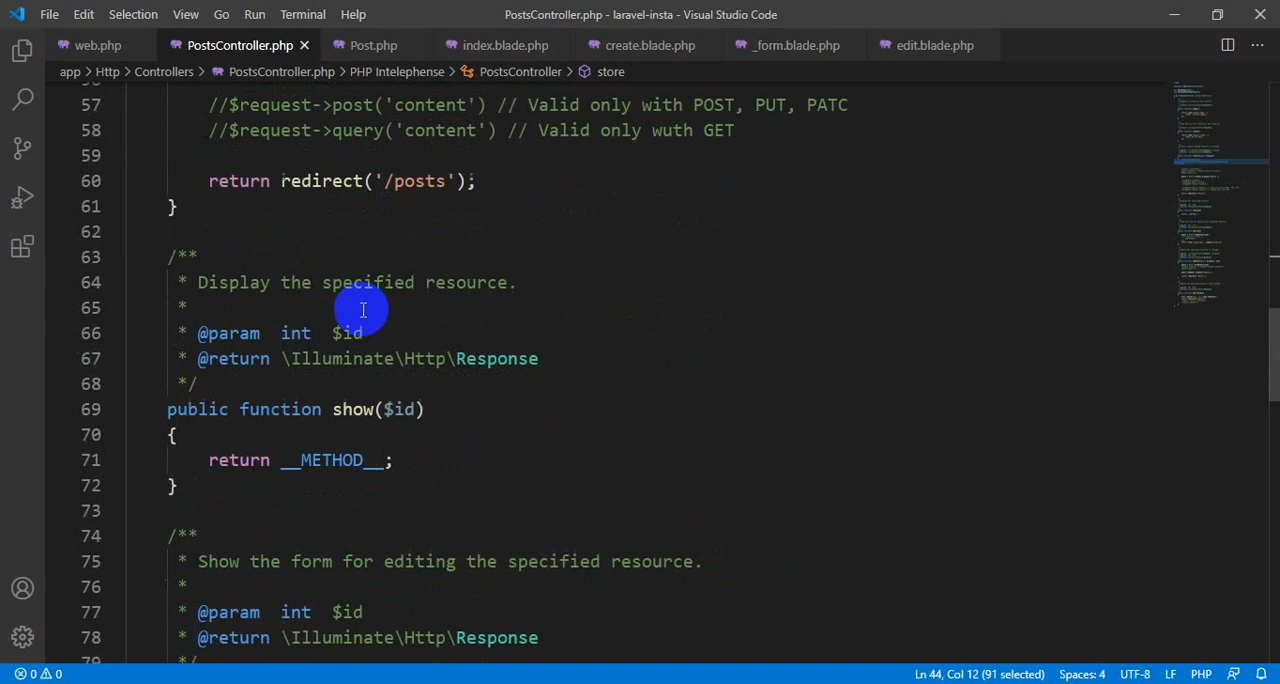 File Edit Selection View Go Run Terminal Help PostsController.php - laravel-insta - Visual Studio Code
web.php PostsController.php Post.php index.blade.php create.blade.php _form.blade.php edit.blade.php
app > Http > Controllers > PostsController.php > PHP Intelephense > PostsController > store
57 //$request->post('content') // Valid only with POST, PUT, PATC
58 //$request->query('content') // Valid only wuth GET
59
60 return redirect('/posts');
61 }
62
63 /**
64 * Display the specified resource.
65 *
66 * @param int $id
67 * @return \Illuminate\Http\Response
68 */
69 public function show($id)
70 {
71 return __METHOD__;
72 }
73
74 /**
75 * Show the form for editing the specified resource.
76 *
77 * @param int $id
78 * @return \Illuminate\Http\Response
79 */
0 0 Ln 44, Col 12 (91 selected) Spaces: 4 UTF-8 LF PHP